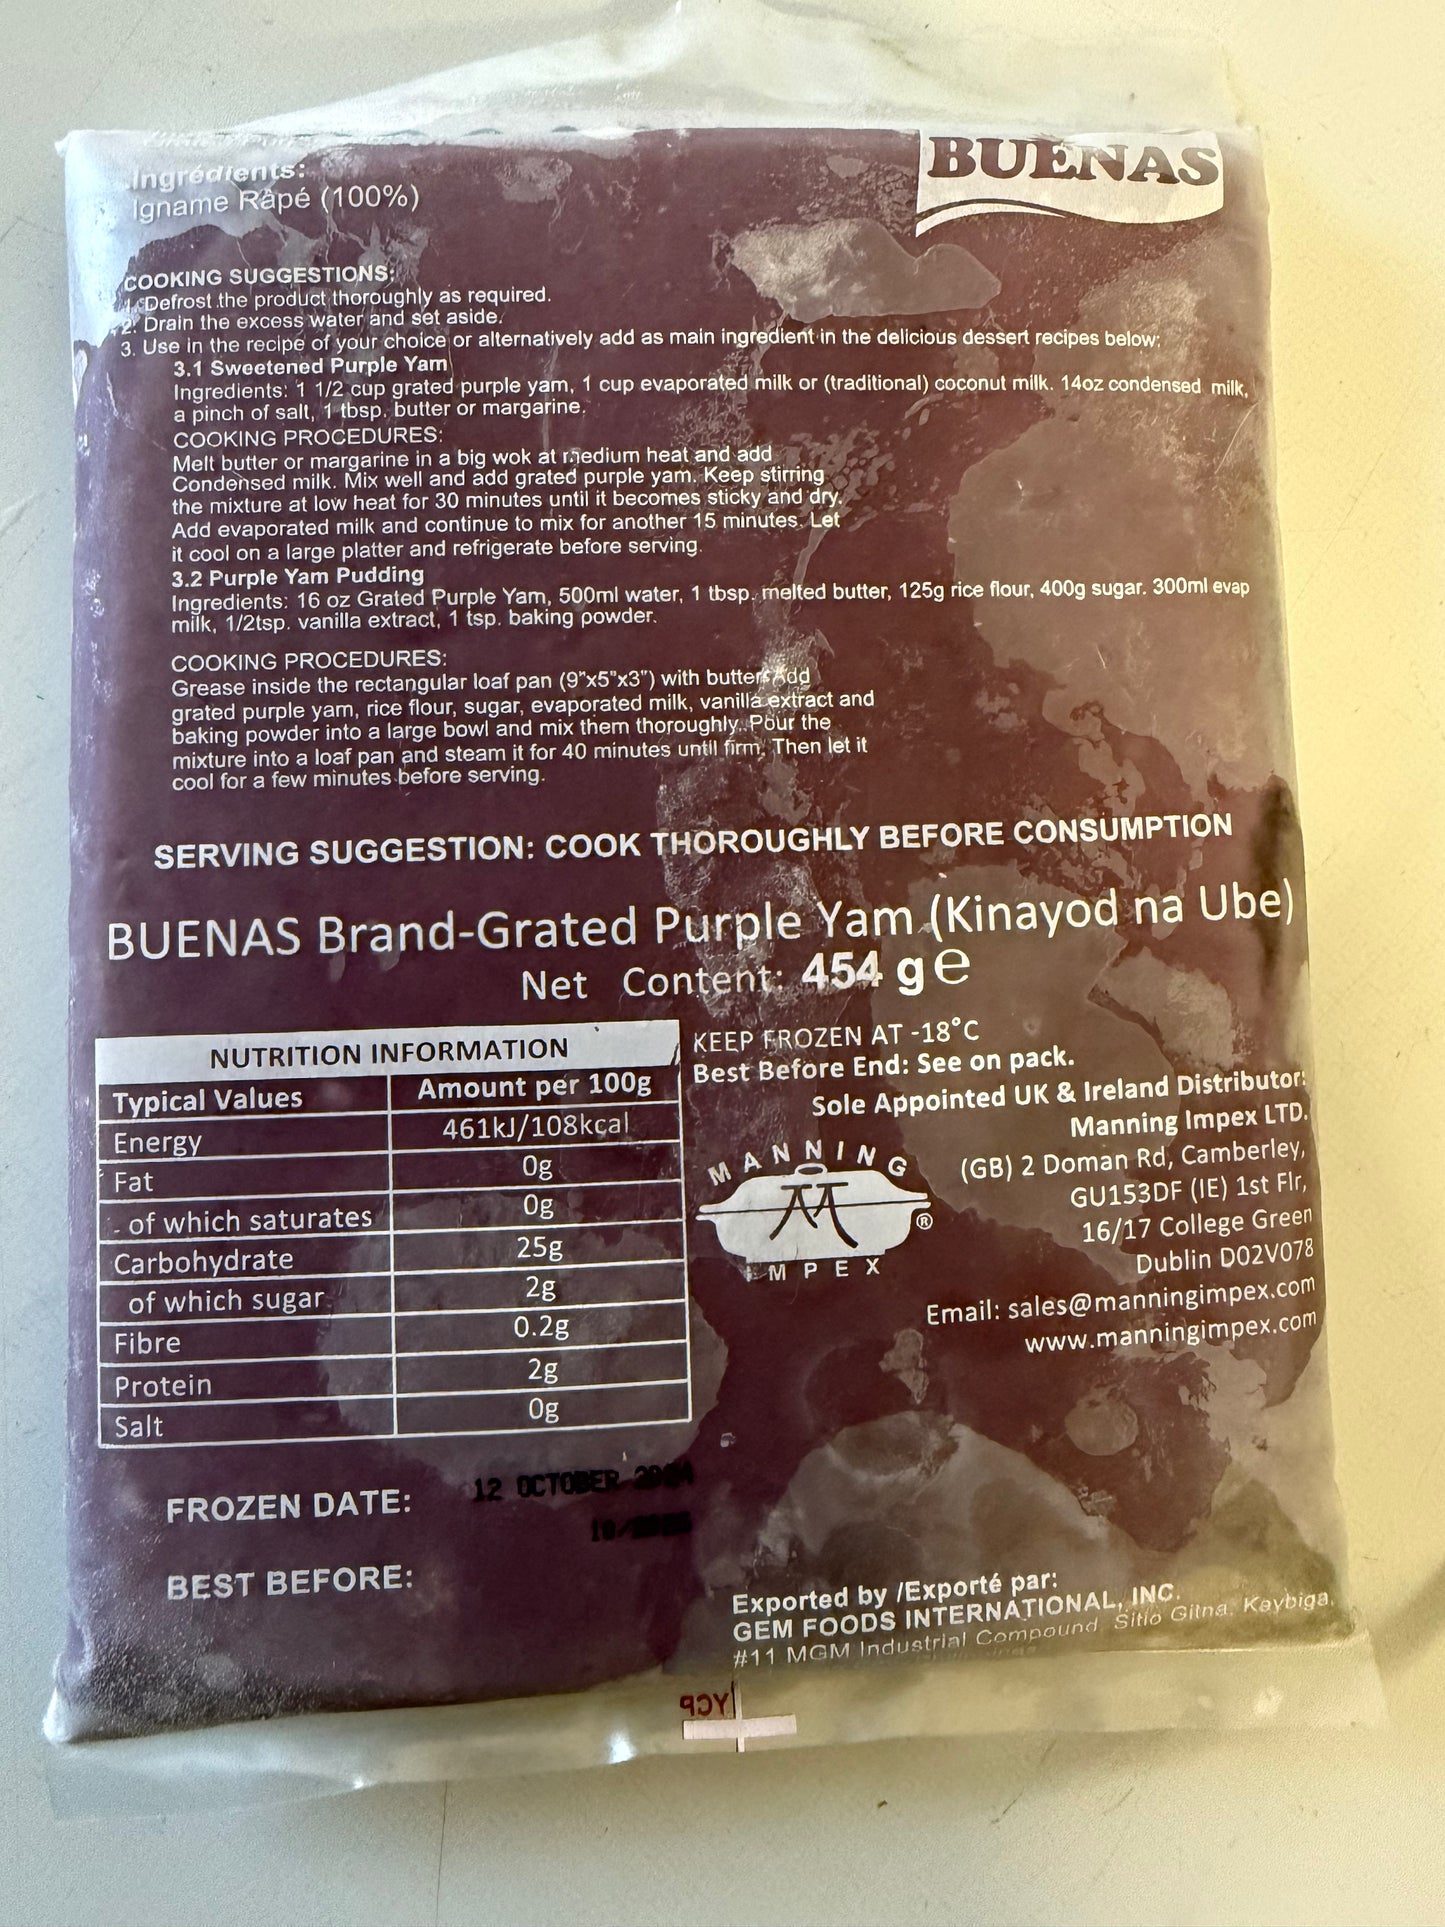 BUENAS
Ingrédients:
Igname Râpé (100%)
COOKING SUGGESTIONS:
1. Defrost the product thoroughly as required.
2. Drain the excess water and set aside.
3. Use in the recipe of your choice or alternatively add as main ingredient in the delicious dessert recipes below:
3.1 Sweetened Purple Yam
Ingredients: 1 1/2 cup grated purple yam, 1 cup evaporated milk or (traditional) coconut milk. 14oz condensed milk,
a pinch of salt, 1 tbsp. butter or margarine.
COOKING PROCEDURES:
Melt butter or margarine in a big wok at medium heat and add
Condensed milk. Mix well and add grated purple yam. Keep stirring
the mixture at low heat for 30 minutes until it becomes sticky and dry.
Add evaporated milk and continue to mix for another 15 minutes. Let
it cool on a large platter and refrigerate before serving.
3.2 Purple Yam Pudding
Ingredients: 16 oz Grated Purple Yam, 500ml water, 1 tbsp. melted butter, 125g rice flour, 400g sugar. 300ml evap
milk, 1/2tsp. vanilla extract, 1 tsp. baking powder.
COOKING PROCEDURES:
Grease inside the rectangular loaf pan (9"x5"x3") with butter. Add
grated purple yam, rice flour, sugar, evaporated milk, vanilla extract and
baking powder into a large bowl and mix them thoroughly. Pour the
mixture into a loaf pan and steam it for 40 minutes until firm. Then let it
cool for a few minutes before serving.
SERVING SUGGESTION: COOK THOROUGHLY BEFORE CONSUMPTION
BUENAS Brand-Grated Purple Yam (Kinayod na Ube)
Net Content: 454 g e
NUTRITION INFORMATION
Typical Values Amount per 100g
Energy 461kJ/108kcal
Fat 0g
- of which saturates 0g
Carbohydrate 25g
of which sugar 2g
Fibre 0.2g
Protein 2g
Salt 0g
KEEP FROZEN AT -18°C
Best Before End: See on pack.
Sole Appointed UK & Ireland Distributor:
Manning Impex LTD.
(GB) 2 Doman Rd, Camberley,
GU153DF (IE) 1st Flr,
16/17 College Green
Dublin D02V078
Email: sales@manningimpex.com
www.manningimpex.com
MANNING
IMPEX
®
FROZEN DATE: 12 OCTOBER
BEST BEFORE:
Exported by /Exporté par:
GEM FOODS INTERNATIONAL, INC.
#11 MGM Industrial Compound, Sitio Gitna, Kaybiga,
YCP